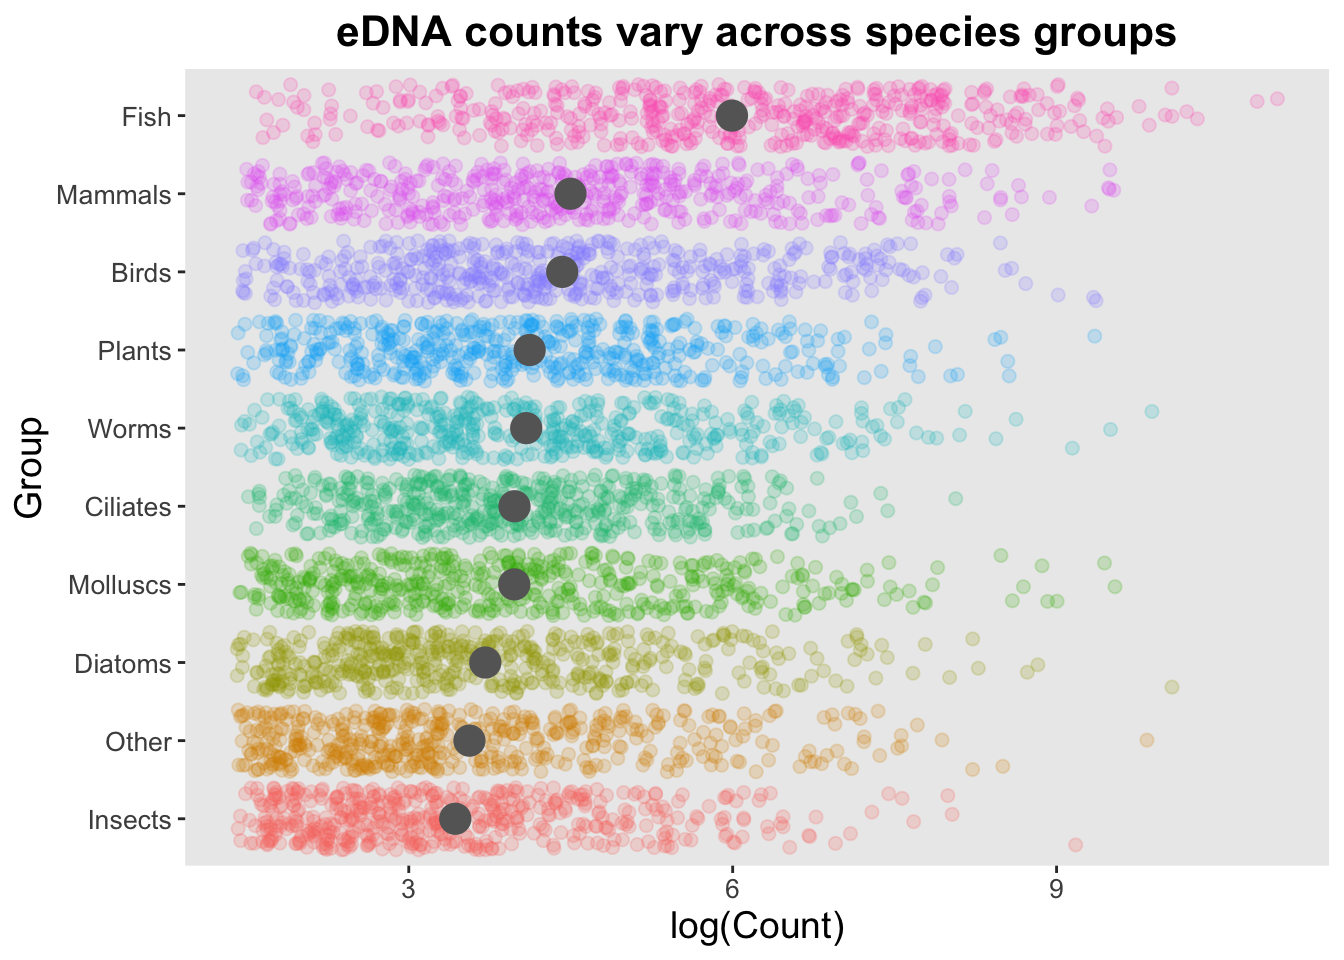 eDNA counts vary across species groups
Fish
Mammals
Birds
Plants
Worms
Ciliates
Molluscs
Diatoms
Other
Insects
Group
3 6 9
log(Count)